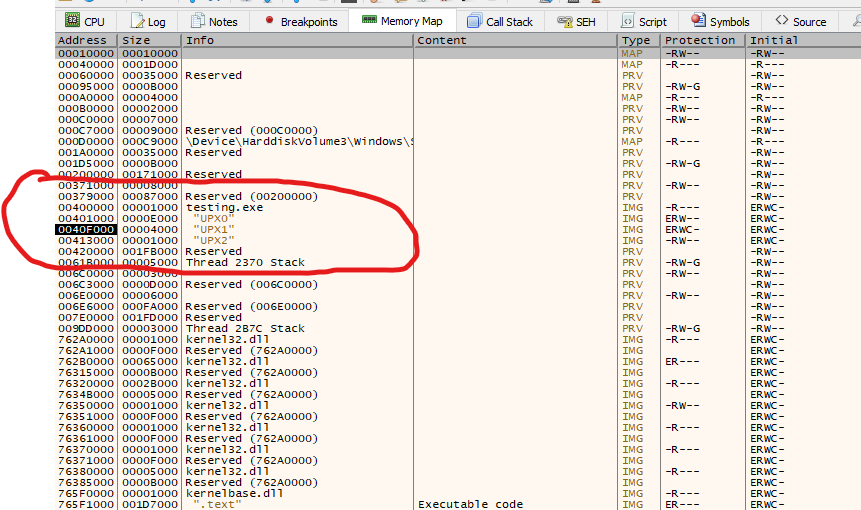 CPU Log Notes Breakpoints Memory Map Call Stack SEH Script Symbols Source
Address Size Info Content Type Protection Initial
00010000 00010000 MAP -RW-- -RW--
00040000 0001D000 MAP -R--- -R---
00060000 00035000 Reserved PRV -RW--
00095000 0000B000 PRV -RW-G -RW--
000A0000 00004000 MAP -R--- -R---
000B0000 00002000 PRV -RW-- -RW--
000C0000 00007000 PRV -RW-- -RW--
000C7000 00009000 Reserved (000C0000) PRV -RW--
000D0000 000C9000 \Device\HarddiskVolume3\Windows\S MAP -R--- -R---
001A0000 00035000 Reserved PRV -RW--
001D5000 0000B000 PRV -RW-G -RW--
00200000 00171000 Reserved PRV -RW--
00371000 00008000 PRV -RW-- -RW--
00379000 00087000 Reserved (00200000) PRV -RW--
00400000 00001000 testing.exe IMG -R--- ERWC-
00401000 0000E000 "UPX0" IMG ERW-- ERWC-
0040F000 00004000 "UPX1" IMG ERWC- ERWC-
00413000 00001000 "UPX2" IMG -RW-- ERWC-
00420000 001FB000 Reserved PRV -RW--
0061B000 00005000 Thread 2370 Stack PRV -RW-G -RW--
006C0000 00003000 PRV -RW-- -RW--
006C3000 0000D000 Reserved (006C0000) PRV -RW--
006E0000 00006000 PRV -RW-- -RW--
006E6000 000FA000 Reserved (006E0000) PRV -RW--
007E0000 001FD000 Reserved PRV -RW--
009DD000 00003000 Thread 2B7C Stack PRV -RW-G -RW--
762A0000 00001000 kernel32.dll IMG -R--- ERWC-
762A1000 0000F000 Reserved (762A0000) IMG ERWC-
762B0000 00065000 kernel32.dll IMG ER--- ERWC-
76315000 0000B000 Reserved (762A0000) IMG ERWC-
76320000 0002B000 kernel32.dll IMG -R--- ERWC-
7634B000 00005000 Reserved (762A0000) IMG ERWC-
76350000 00001000 kernel32.dll IMG -RW-- ERWC-
76351000 0000F000 Reserved (762A0000) IMG ERWC-
76360000 00001000 kernel32.dll IMG -R--- ERWC-
76361000 0000F000 Reserved (762A0000) IMG ERWC-
76370000 00001000 kernel32.dll IMG -R--- ERWC-
76371000 0000F000 Reserved (762A0000) IMG ERWC-
76380000 00005000 kernel32.dll IMG -R--- ERWC-
76385000 0000B000 Reserved (762A0000) IMG ERWC-
765F0000 00001000 kernelbase.dll IMG -R--- ERWC-
765F1000 001D7000 ".text" Executable code IMG ER--- ERWC-